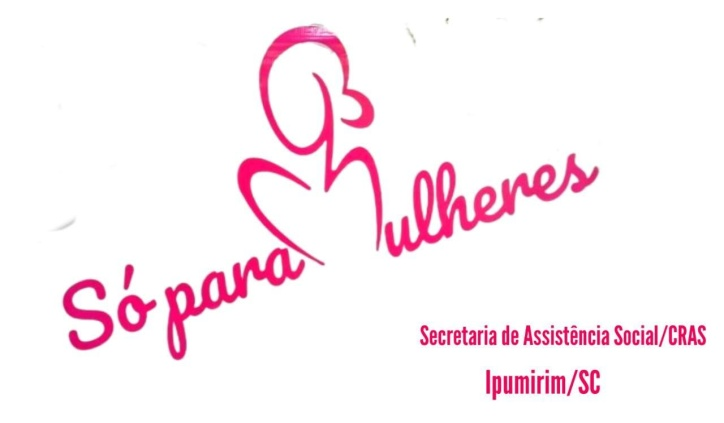 Só para Mulheres
Secretaria de Assistência Social/CRAS
Ipumirim/SC